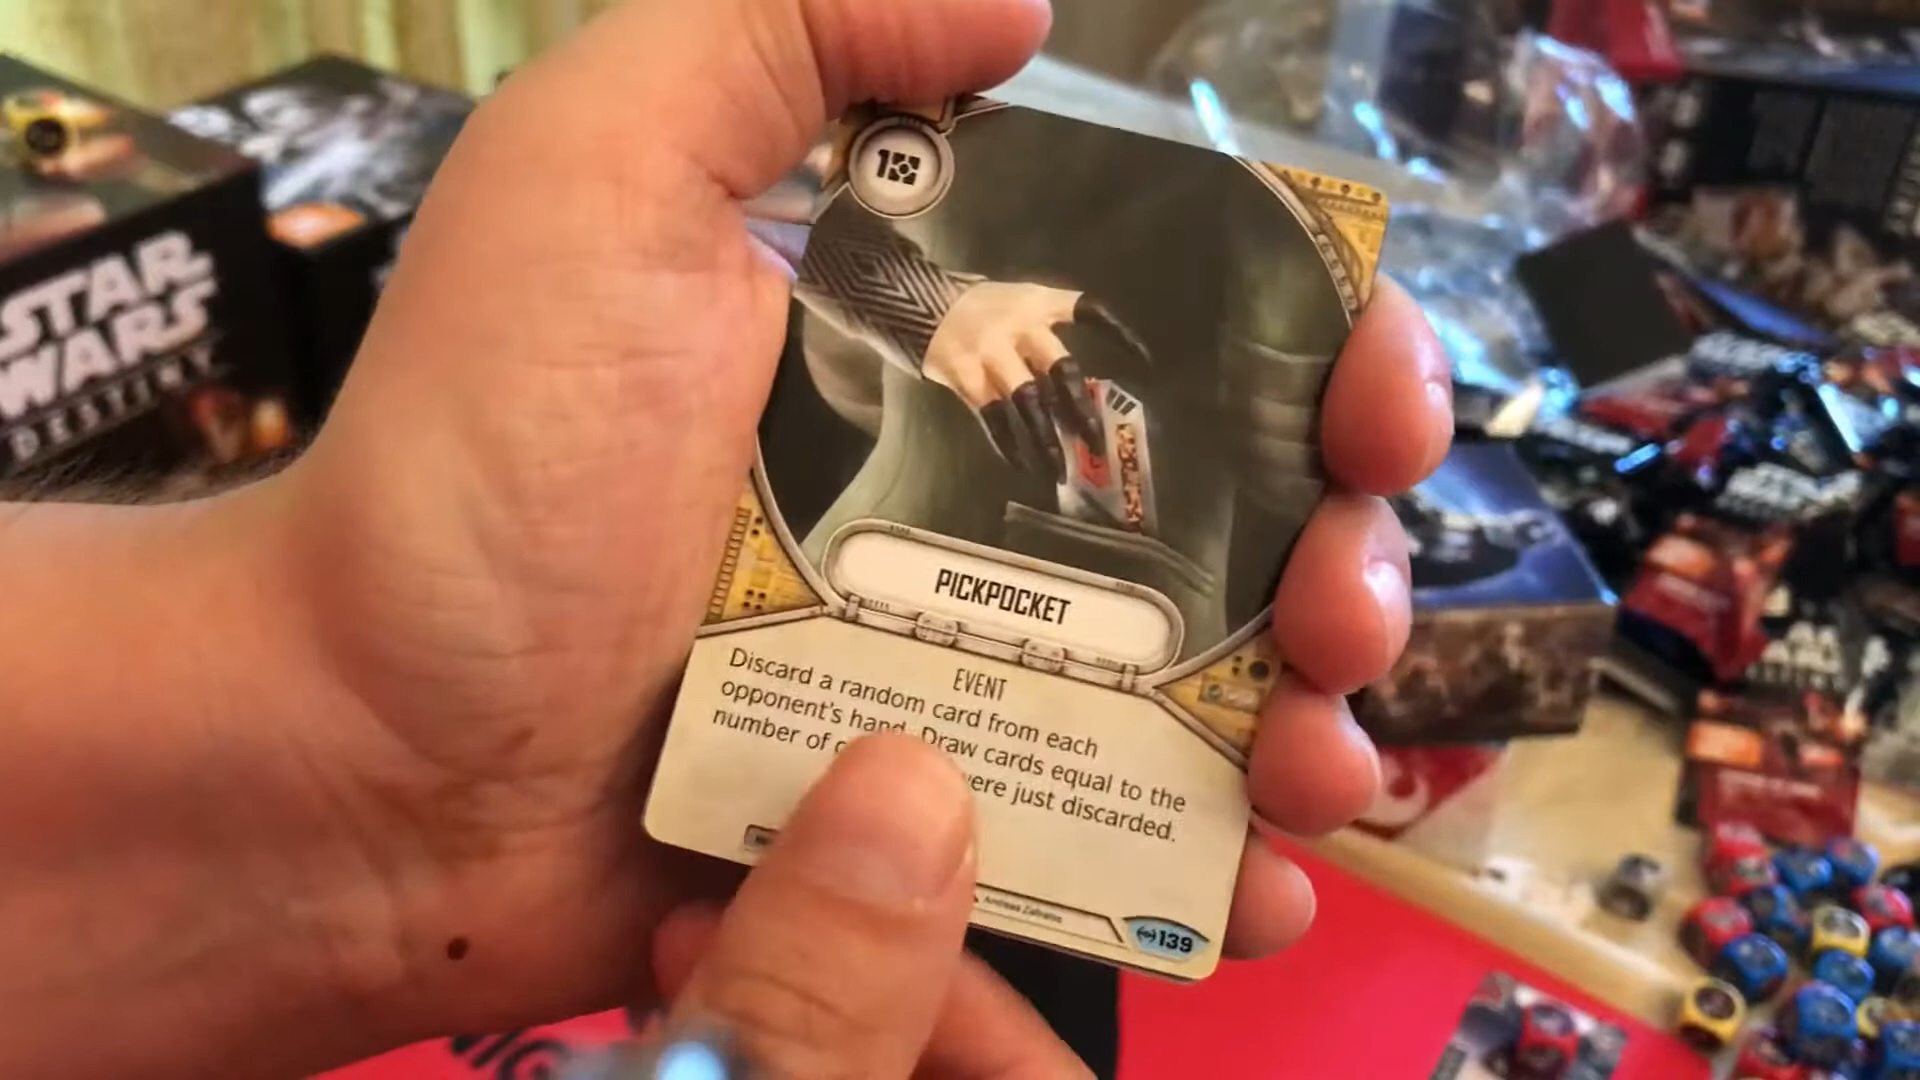 STAR
WARS
DESTINY
1
PICKPOCKET
EVENT
Discard a random card from each
opponent's hand. Draw cards equal to the
number of were just discarded.
139